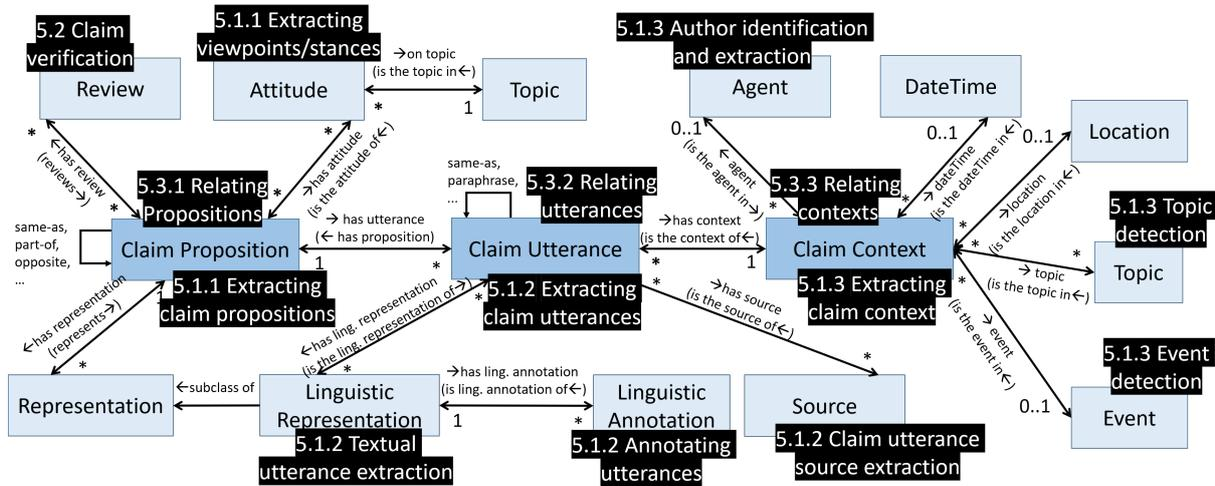 5.2 Claim
verification
Review
5.1.1 Extracting
viewpoints/stances
Attitude
→on topic
(is the topic in←)
*
1
Topic
5.1.3 Author identification
and extraction
Agent
DateTime
Location
0..1
0..1
0..1
*
*
←has review
(reviews→)
*
*
→has attitude
(is the attitude of←)
*
← agent
(is the agent in→)
*
→ dateTime
(is the dateTime in←)
*
→location
(is the location in←)
*
5.3.1 Relating
Propositions
same-as,
paraphrase,
...
5.3.2 Relating
utterances
5.3.3 Relating
contexts
5.1.3 Topic
detection
same-as,
part-of,
opposite,
...
Claim Proposition
→ has utterance
(← has proposition)
1
*
Claim Utterance
→has context
(is the context of←)
*
1
Claim Context
*
→ topic
(is the topic in←)
*
Topic
5.1.1 Extracting
claim propositions
5.1.2 Extracting
claim utterances
5.1.3 Extracting
claim context
1
←has representation
(represents→)
*
←has ling. representation
(is the ling. representation of→)
*
*
→has source
(is the source of←)
*
*
→ event
(is the event in←)
*
0..1
5.1.3 Event
detection
Event
Representation
←subclass of
Linguistic
Representation
→has ling. annotation
(is ling. annotation of←)
1
*
Linguistic
Annotation
Source
5.1.2 Textual
utterance extraction
5.1.2 Annotating
utterances
5.1.2 Claim utterance
source extraction